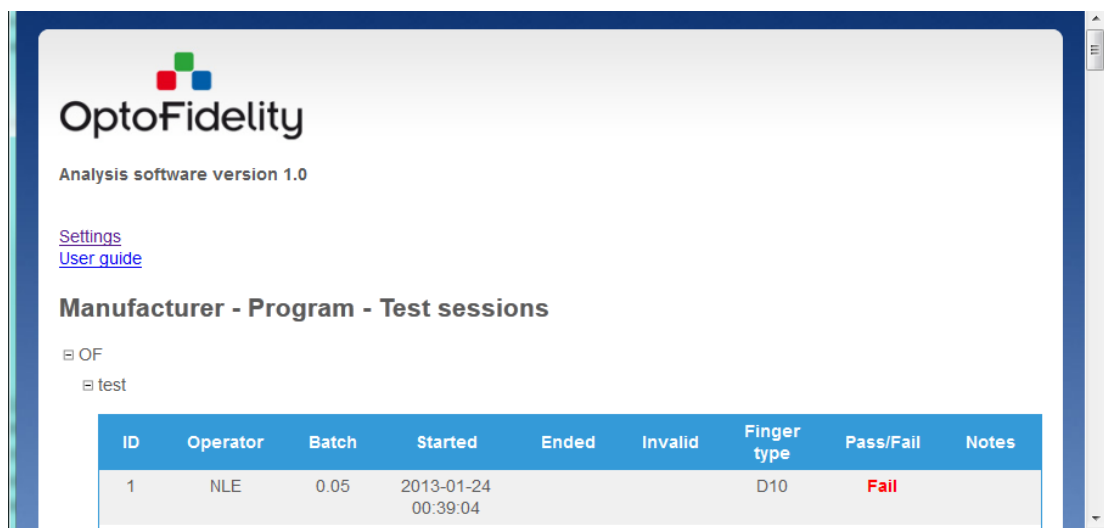 OptoFidelity
Analysis software version 1.0
Settings
User guide
Manufacturer - Program - Test sessions
OF
test
ID Operator Batch Started Ended Invalid Finger type Pass/Fail Notes
1 NLE 0.05 2013-01-24 00:39:04 D10 Fail